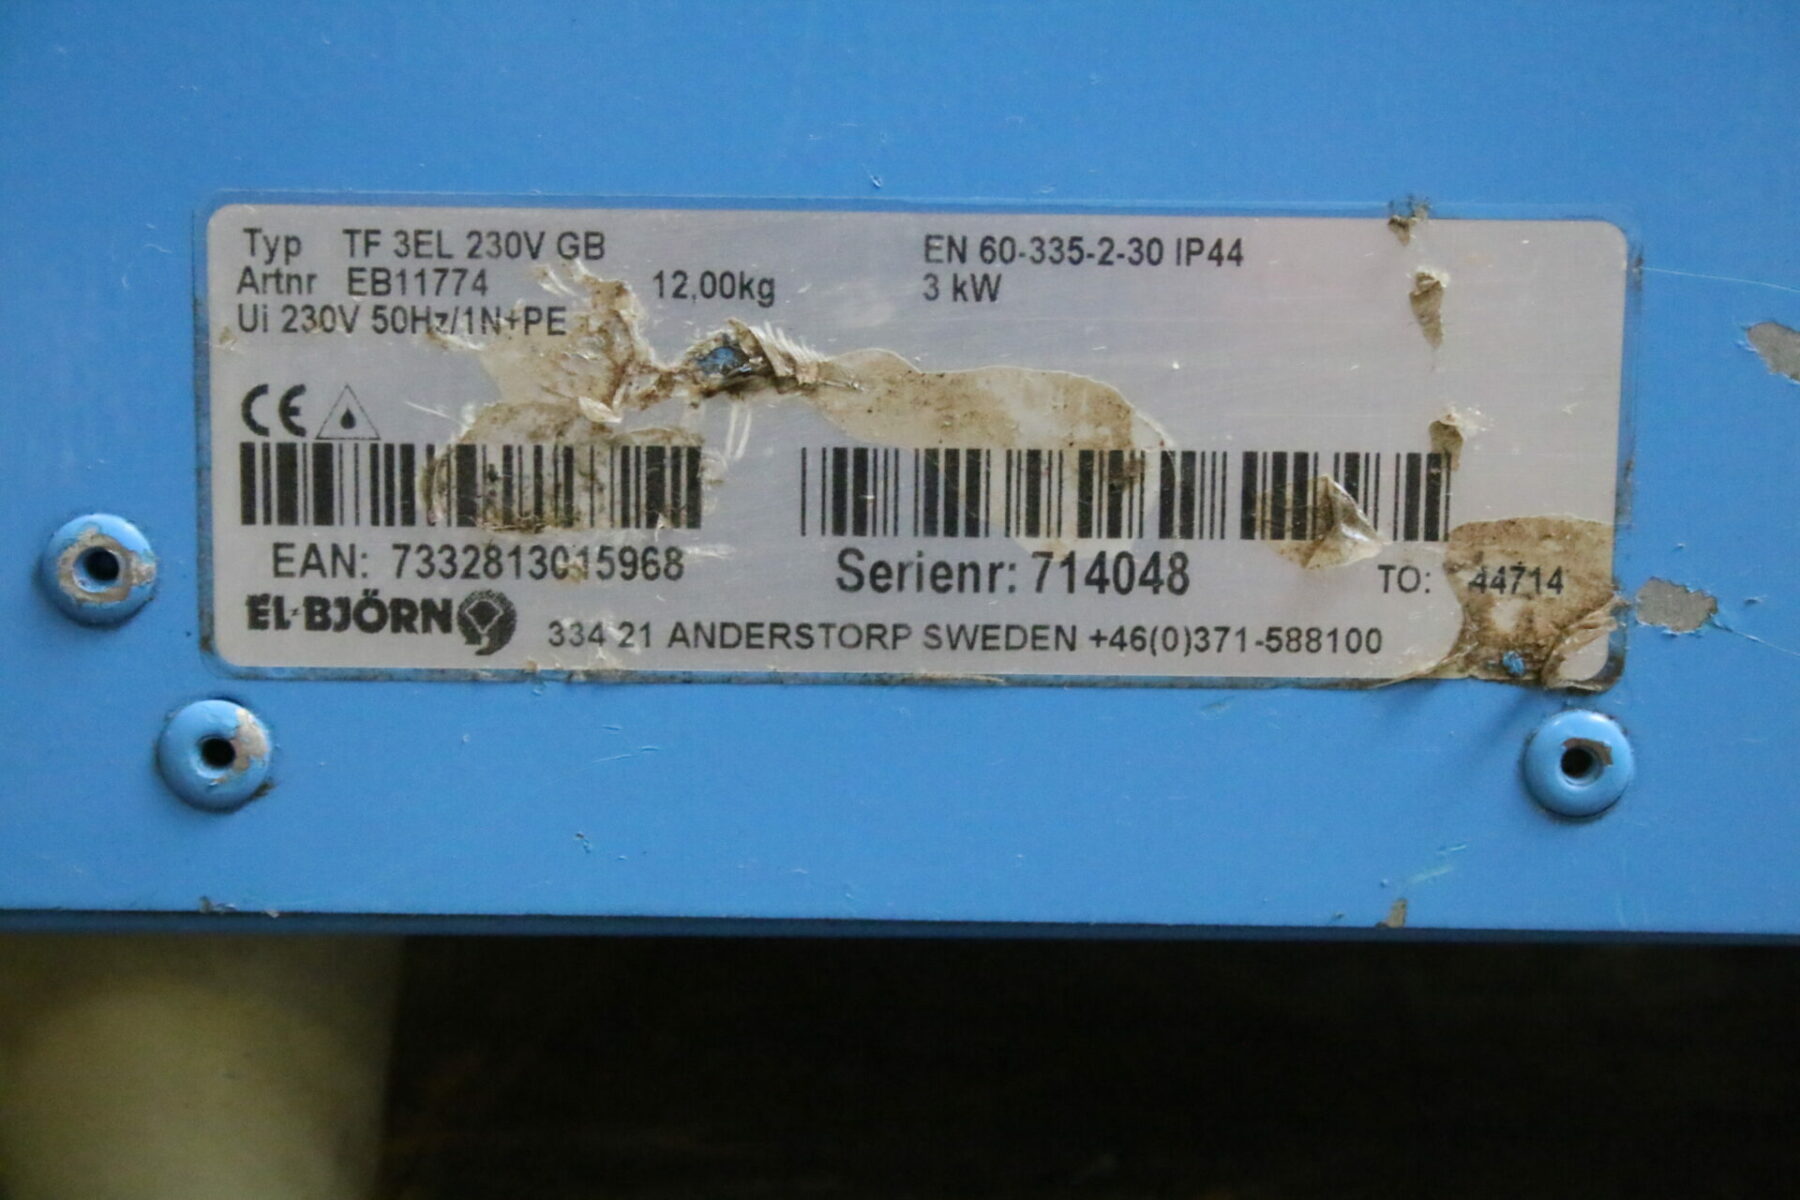 Typ TF 3EL 230V GB EN 60-335-2-30 IP44
Artnr EB11774 12,00kg 3 kW
Ui 230V 50Hz/1N+PE
CE
EAN: 7332813015968 Serienr: 714048 TO: 44714
EL-BJÖRN 334 21 ANDERSTORP SWEDEN +46(0)371-588100